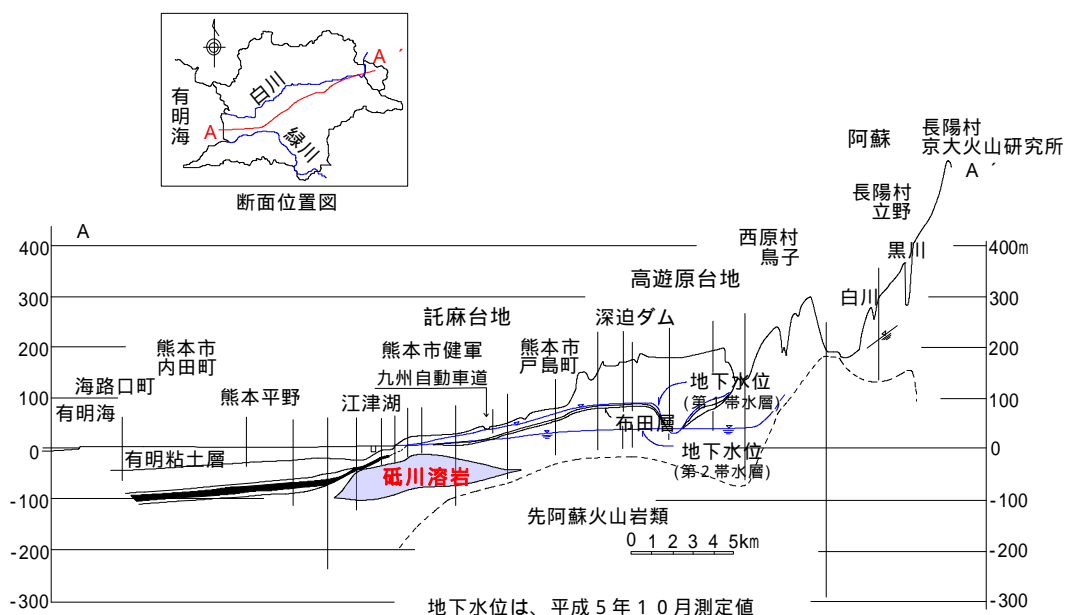 有明海
白川
緑川
A
A ´
断面位置図
阿蘇
長陽村
京大火山研究所
A ´
長陽村
立野
黒川
白川
西原村
鳥子
高遊原台地
深迫ダム
託麻台地
熊本市健軍
九州自動車道
熊本市
戸島町
江津湖
熊本平野
熊本市
内田町
海路口町
有明海
有明粘土層
A
400
300
200
100
0
-100
-200
-300
400m
300
200
100
0
-100
-200
-300
地下水位
(第1帯水層)
布田層
地下水位
(第2帯水層)
砥川溶岩
先阿蘇火山岩類
0 1 2 3 4 5km
地下水位は、平成5年10月測定値